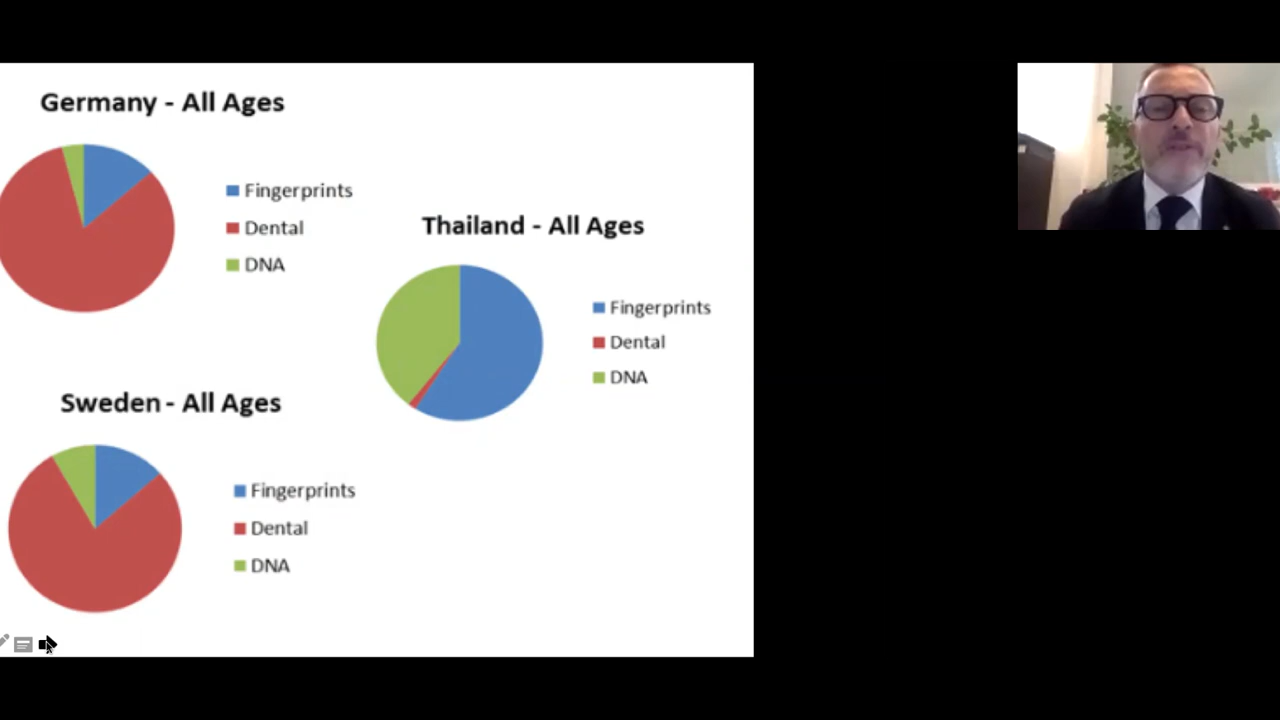 Germany - All Ages
Fingerprints
Dental
DNA
Thailand - All Ages
Fingerprints
Dental
DNA
Sweden - All Ages
Fingerprints
Dental
DNA